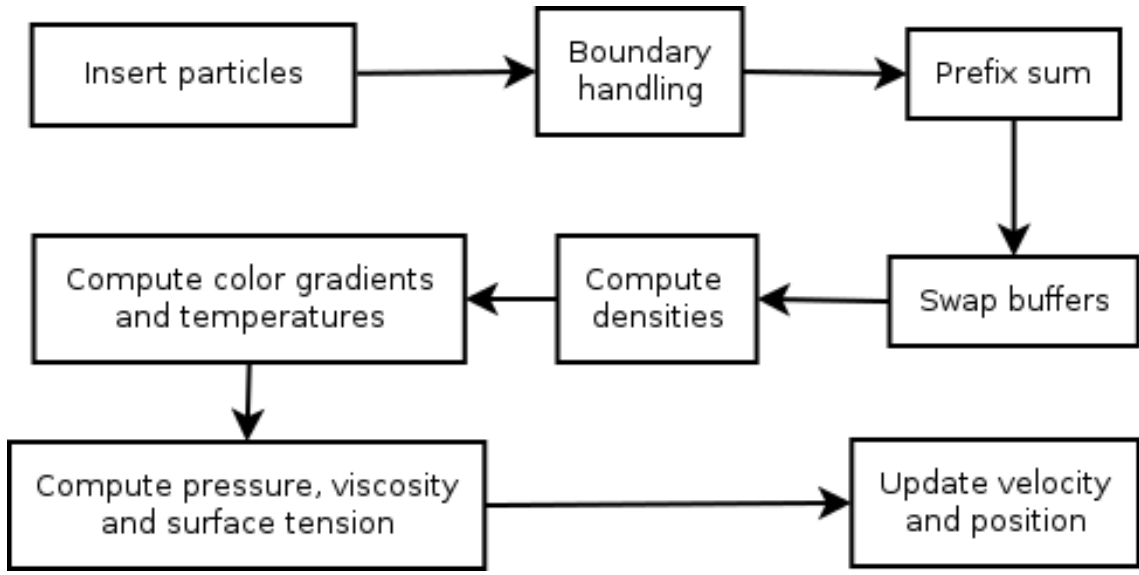 Insert particles
Boundary
handling
Prefix sum
Swap buffers
Compute
densities
Compute color gradients
and temperatures
Compute pressure, viscosity
and surface tension
Update velocity
and position